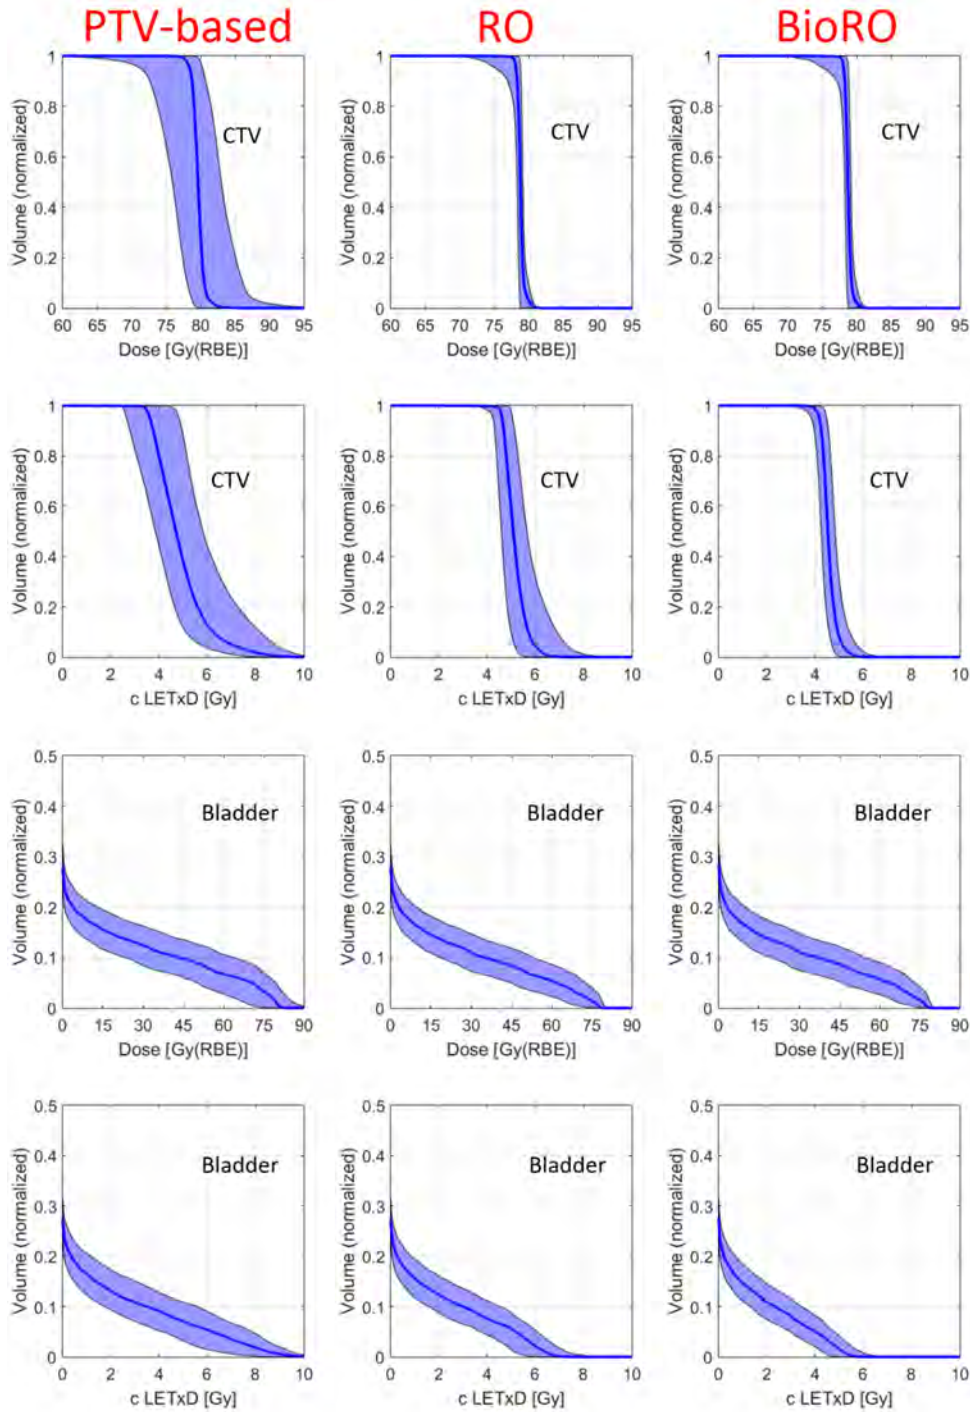 PTV-based RO BioRO
1 1 1
0.8 0.8 0.8
CTV CTV CTV
0.6 0.6 0.6
Volume (normalized) Volume (normalized) Volume (normalized)
0.4 0.4 0.4
0.2 0.2 0.2
0 0 0
60 65 70 75 80 85 90 95 60 65 70 75 80 85 90 95 60 65 70 75 80 85 90 95
Dose [Gy(RBE)] Dose [Gy(RBE)] Dose [Gy(RBE)]
1 1 1
0.8 0.8 0.8
CTV CTV CTV
0.6 0.6 0.6
Volume (normalized) Volume (normalized) Volume (normalized)
0.4 0.4 0.4
0.2 0.2 0.2
0 0 0
0 2 4 6 8 10 0 2 4 6 8 10 0 2 4 6 8 10
c LETxD [Gy] c LETxD [Gy] c LETxD [Gy]
0.5 0.5 0.5
0.4 Bladder 0.4 Bladder 0.4 Bladder
0.3 0.3 0.3
Volume (normalized) Volume (normalized) Volume (normalized)
0.2 0.2 0.2
0.1 0.1 0.1
0 0 0
0 15 30 45 60 75 90 0 15 30 45 60 75 90 0 15 30 45 60 75 90
Dose [Gy(RBE)] Dose [Gy(RBE)] Dose [Gy(RBE)]
0.5 0.5 0.5
0.4 Bladder 0.4 Bladder 0.4 Bladder
0.3 0.3 0.3
Volume (normalized) Volume (normalized) Volume (normalized)
0.2 0.2 0.2
0.1 0.1 0.1
0 0 0
0 2 4 6 8 10 0 2 4 6 8 10 0 2 4 6 8 10
c LETxD [Gy] c LETxD [Gy] c LETxD [Gy]